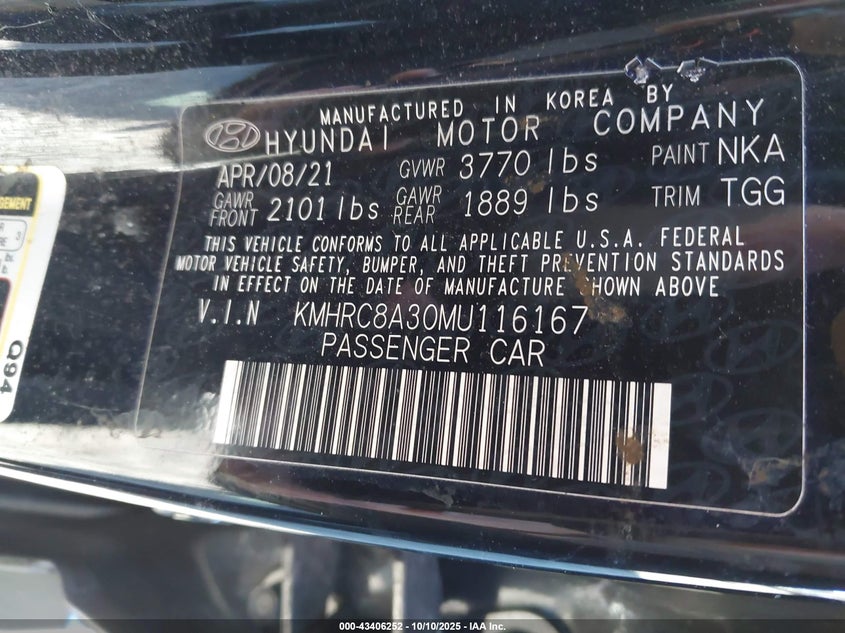 MANUFACTURED IN KOREA BY
HYUNDAI MOTOR COMPANY
APR/08/21 GVWR 3770 lbs PAINT NKA
GAWR FRONT 2101 lbs GAWR REAR 1889 lbs TRIM TGG
THIS VEHICLE CONFORMS TO ALL APPLICABLE U.S.A. FEDERAL
MOTOR VEHICLE SAFETY, BUMPER, AND THEFT PREVENTION STANDARDS
IN EFFECT ON THE DATE OF MANUFACTURE SHOWN ABOVE
V.I.N KMHRC8A30MU116167
PASSENGER CAR
Q94
000-43406252 - 10/10/2025 - IAA, Inc.